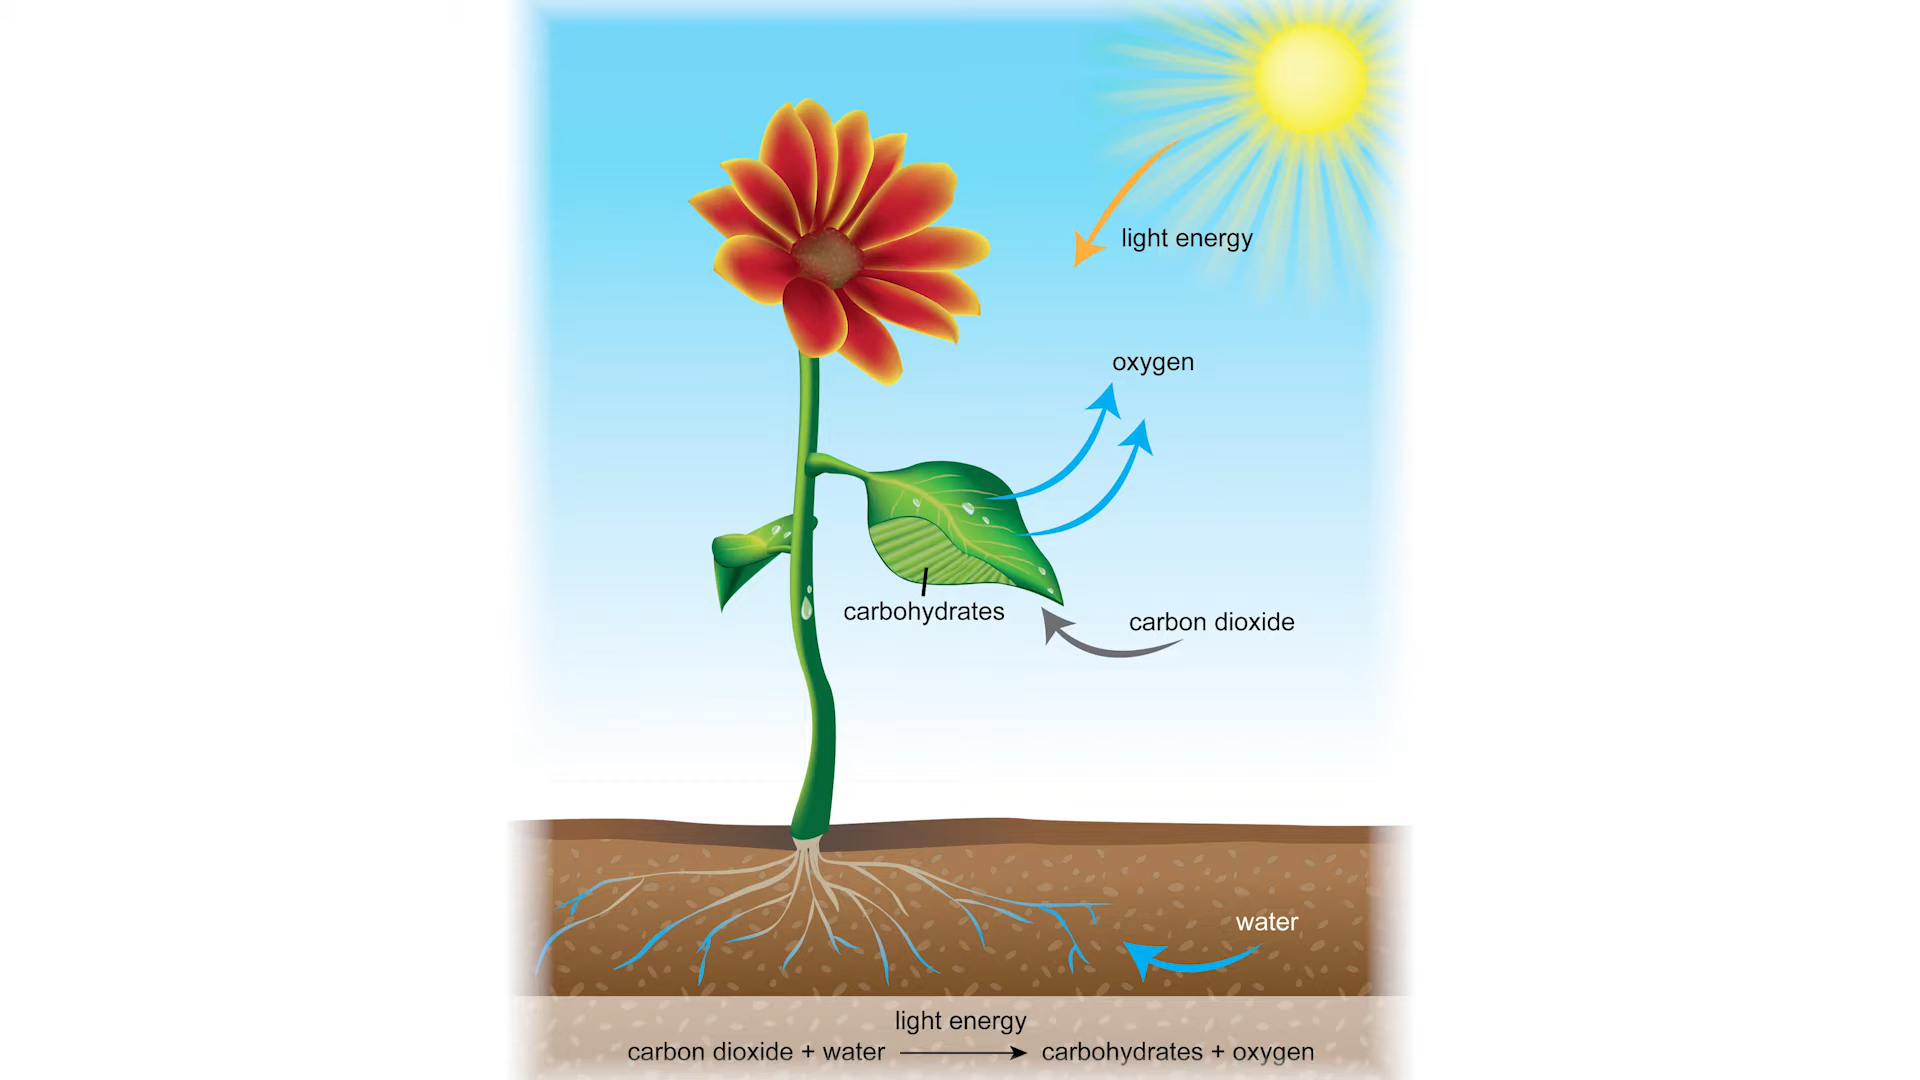 light energy
oxygen
carbohydrates
carbon dioxide
water
light energy
carbon dioxide + water ⟶ carbohydrates + oxygen